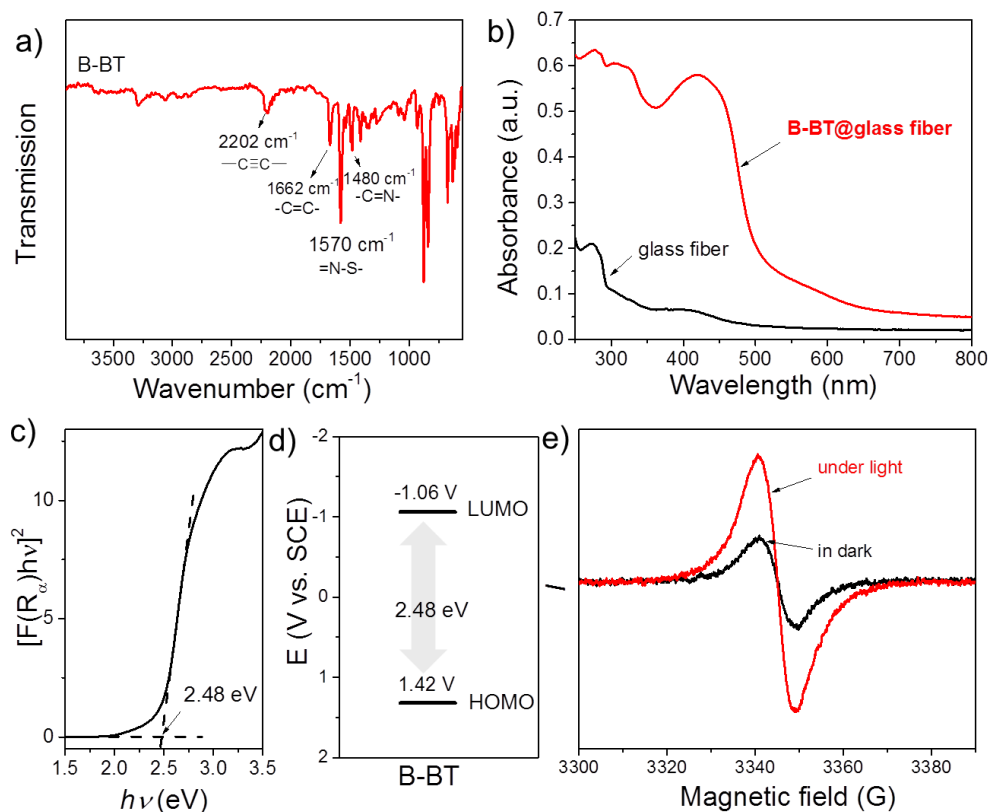 a)
B-BT
2202 cm⁻¹
—C≡C—
1662 cm⁻¹
-C=C-
1480 cm⁻¹
-C=N-
1570 cm⁻¹
=N-S-
Transmission
3500 3000 2500 2000 1500 1000
Wavenumber (cm⁻¹)
b)
0.7
0.6
0.5
0.4
0.3
0.2
0.1
0.0
Absorbance (a.u.)
B-BT@glass fiber
glass fiber
300 400 500 600 700 800
Wavelength (nm)
c)
[F(Rα)hν]²
10
5
0
2.48 eV
1.5 2.0 2.5 3.0 3.5
hν (eV)
d)
E (V vs. SCE)
-2
-1
0
1
2
-1.06 V
LUMO
2.48 eV
1.42 V
HOMO
B-BT
e)
under light
in dark
3300 3320 3340 3360 3380
Magnetic field (G)